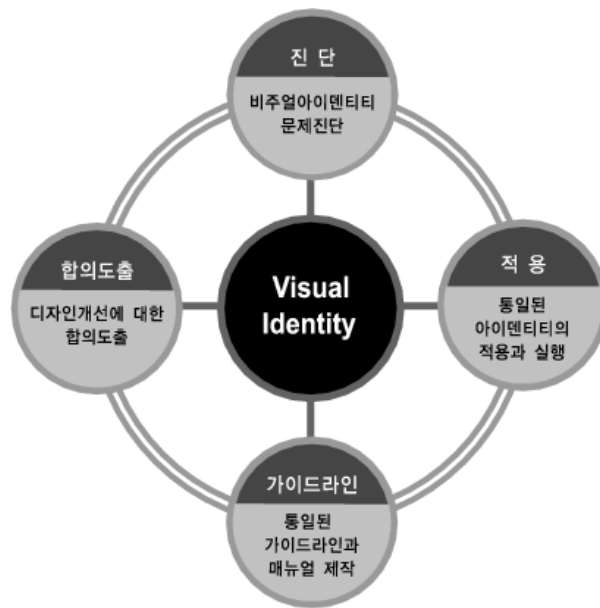 진 단
비주얼아이덴티티
문제진단
합의도출
디자인개선에 대한
합의도출
Visual
Identity
적 용
통일된
아이덴티티의
적용과 실행
가이드라인
통일된
가이드라인과
매뉴얼 제작